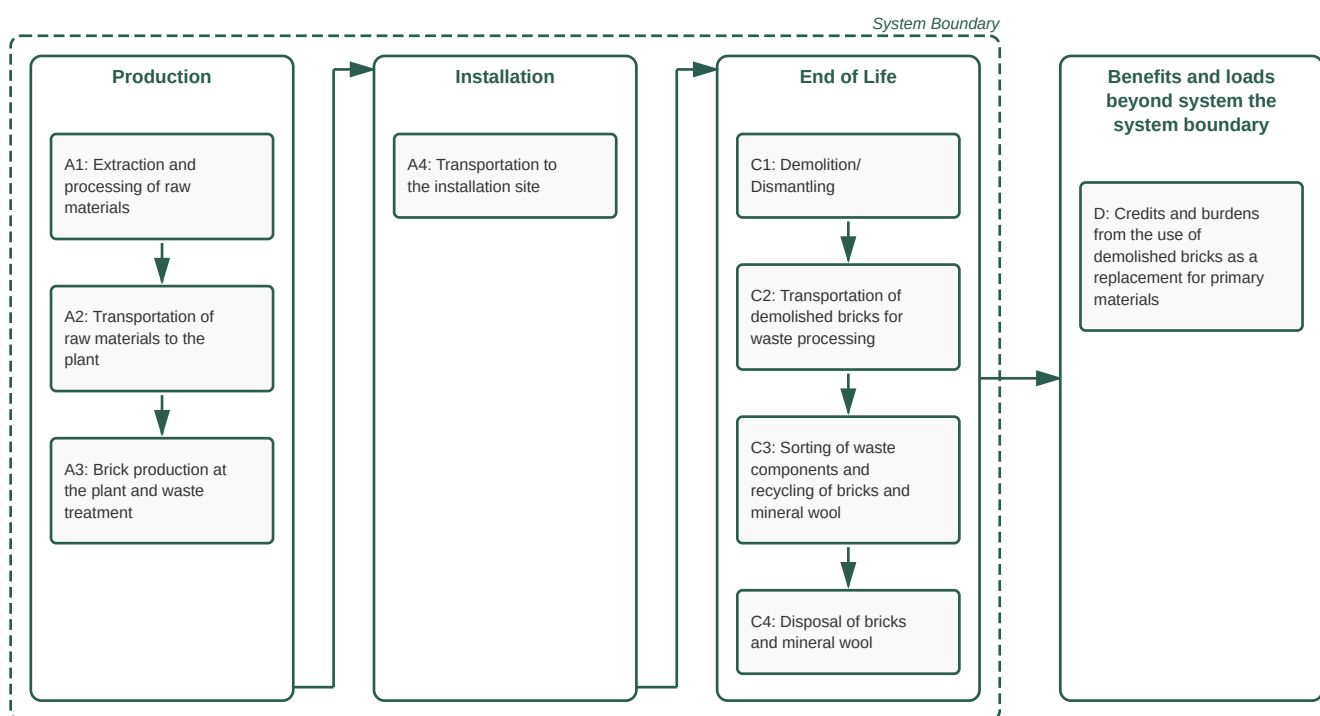 System Boundary
Production
A1: Extraction and
processing of raw
materials
A2: Transportation of
raw materials to the
plant
A3: Brick production at
the plant and waste
treatment
Installation
A4: Transportation to
the installation site
End of Life
C1: Demolition/
Dismantling
C2: Transportation of
demolished bricks for
waste processing
C3: Sorting of waste
components and
recycling of bricks and
mineral wool
C4: Disposal of bricks
and mineral wool
Benefits and loads
beyond system the
system boundary
D: Credits and burdens
from the use of
demolished bricks as a
replacement for primary
materials